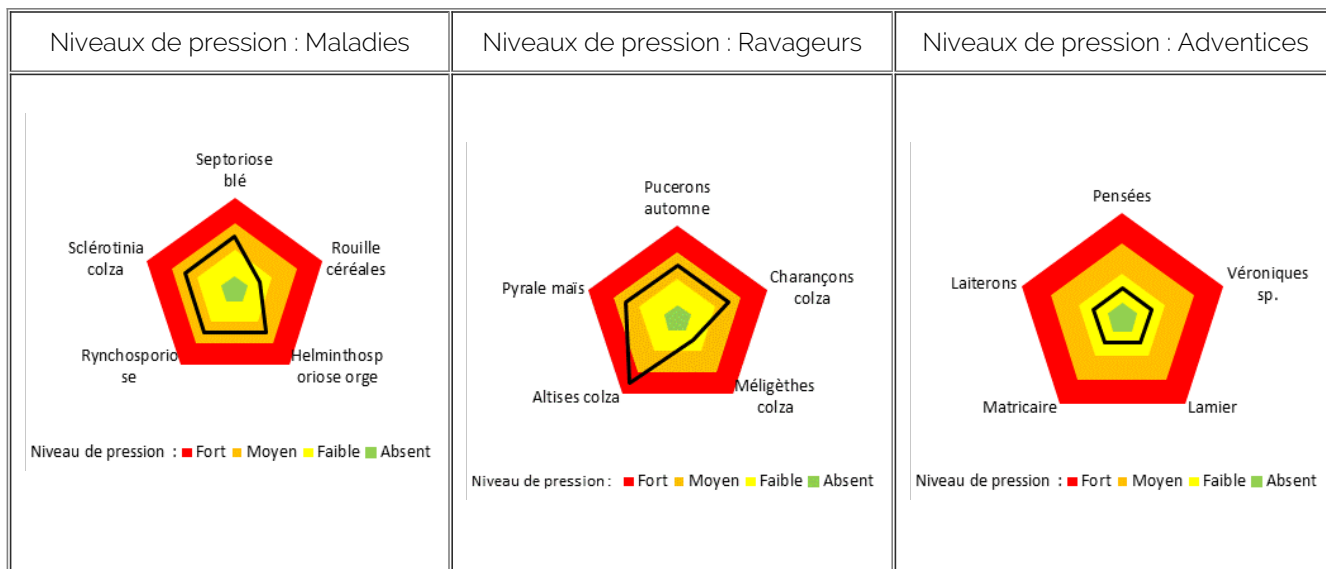 Niveaux de pression : Maladies
Niveaux de pression : Ravageurs
Niveaux de pression : Adventices
Septoriose
blé
Sclérotinia
colza
Rouille
céréales
Rynchosporio
se
Helminthosp
oriose orge
Niveau de pression : Fort Moyen Faible Absent
Pucerons
automne
Pyrale maïs
Charançons
colza
Altises colza
Méligèthes
colza
Niveau de pression : Fort Moyen Faible Absent
Pensées
Laiterons
Véroniques
sp.
Matricaire
Lamier
Niveau de pression : Fort Moyen Faible Absent